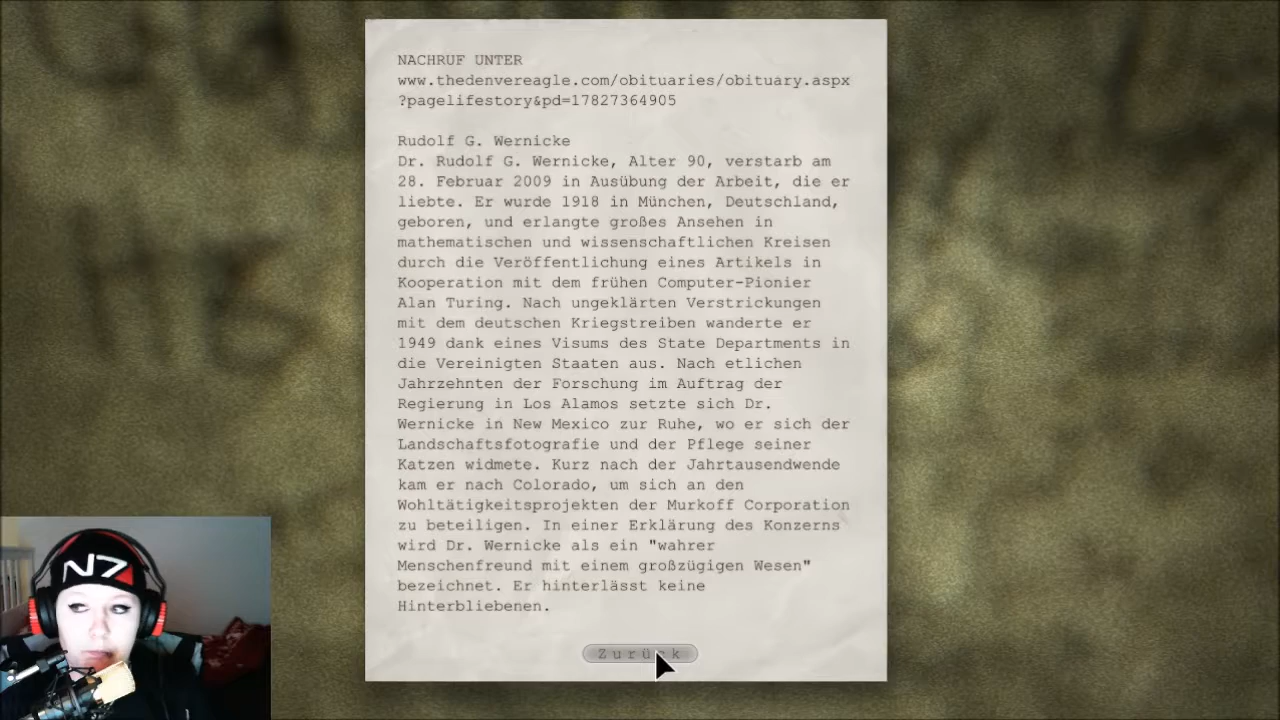 NACHRUF UNTER
www.thedenvereagle.com/obituaries/obituary.aspx
?pagelifestory&pd=17827364905
Rudolf G. Wernicke
Dr. Rudolf G. Wernicke, Alter 90, verstarb am
28. Februar 2009 in Ausübung der Arbeit, die er
liebte. Er wurde 1918 in München, Deutschland,
geboren, und erlangte großes Ansehen in
mathematischen und wissenschaftlichen Kreisen
durch die Veröffentlichung eines Artikels in
Kooperation mit dem frühen Computer-Pionier
Alan Turing. Nach ungeklärten Verstrickungen
mit dem deutschen Kriegstreiben wanderte er
1949 dank eines Visums des State Departments in
die Vereinigten Staaten aus. Nach etlichen
Jahrzehnten der Forschung im Auftrag der
Regierung in Los Alamos setzte sich Dr.
Wernicke in New Mexico zur Ruhe, wo er sich der
Landschaftsfotografie und der Pflege seiner
Katzen widmete. Kurz nach der Jahrtausendwende
kam er nach Colorado, um sich an den
Wohltätigkeitsprojekten der Murkoff Corporation
zu beteiligen. In einer Erklärung des Konzerns
wird Dr. Wernicke als ein "wahrer
Menschenfreund mit einem großzügigen Wesen"
bezeichnet. Er hinterlässt keine
Hinterbliebenen.
Zurück
N7